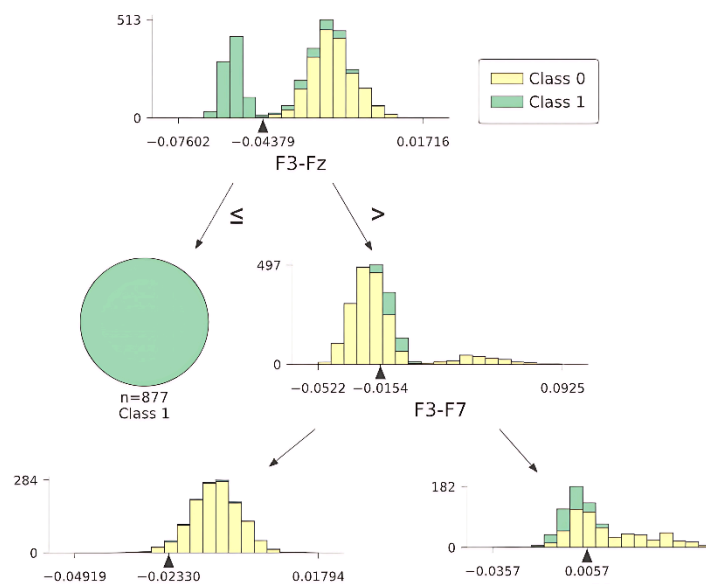 513
0
−0.07602 −0.04379 0.01716
F3-Fz
Class 0
Class 1
≤ >
n=877
Class 1
497
0
−0.0522 −0.0154 0.0925
F3-F7
284
0
−0.04919 −0.02330 0.01794
182
0
−0.0357 0.0057